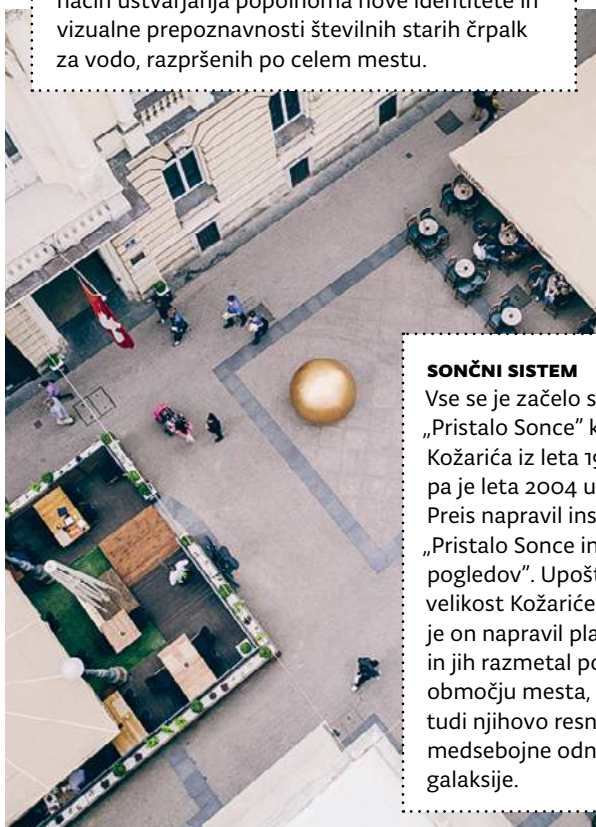 način ustvarjanja popolnoma nove identitete in
vizualne prepoznavnosti številnih starih črpalk
za vodo, razpršenih po celem mestu.
SONČNI SISTEM
Vse se je začelo s
„Pristalo Sonce” k
Kožarića iz leta 19
pa je leta 2004 u
Preis napravil ins
„Pristalo Sonce in
pogledov”. Upošt
velikost Kožariće
je on napravil pla
in jih razmetal po
območju mesta,
tudi njihovo resn
medsebojne odn
galaksije.